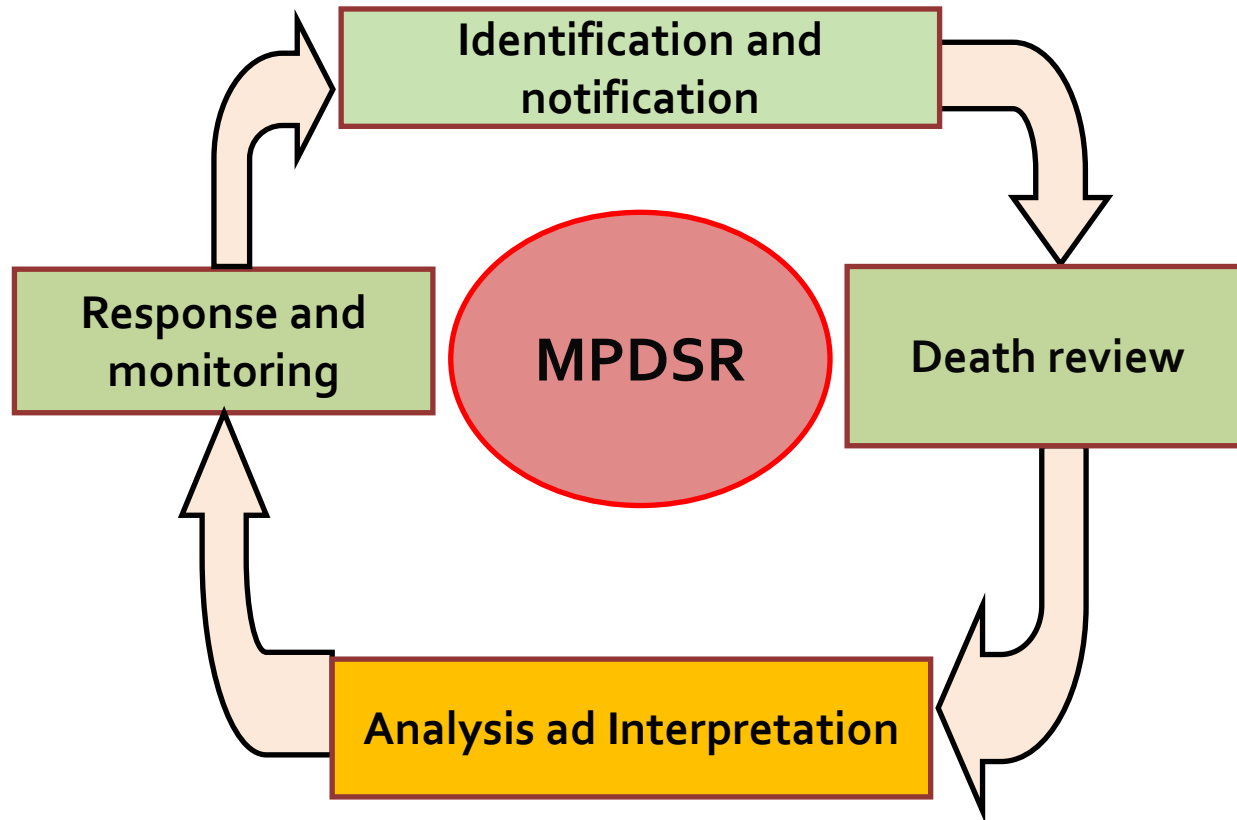 Identification and
notification
Response and
monitoring
MPDSR
Death review
Analysis ad Interpretation